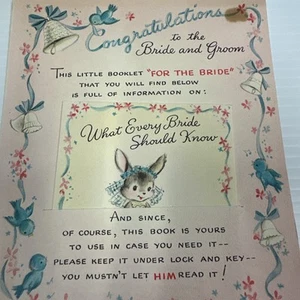 Congratulations
to the
Bride and Groom
THIS LITTLE BOOKLET "FOR THE BRIDE"
THAT YOU WILL FIND BELOW
IS FULL OF INFORMATION ON:
What Every Bride
Should Know
AND SINCE,
OF COURSE, THIS BOOK IS YOURS
TO USE IN CASE YOU NEED IT--
PLEASE KEEP IT UNDER LOCK AND KEY--
YOU MUSTN'T LET HIM READ IT!